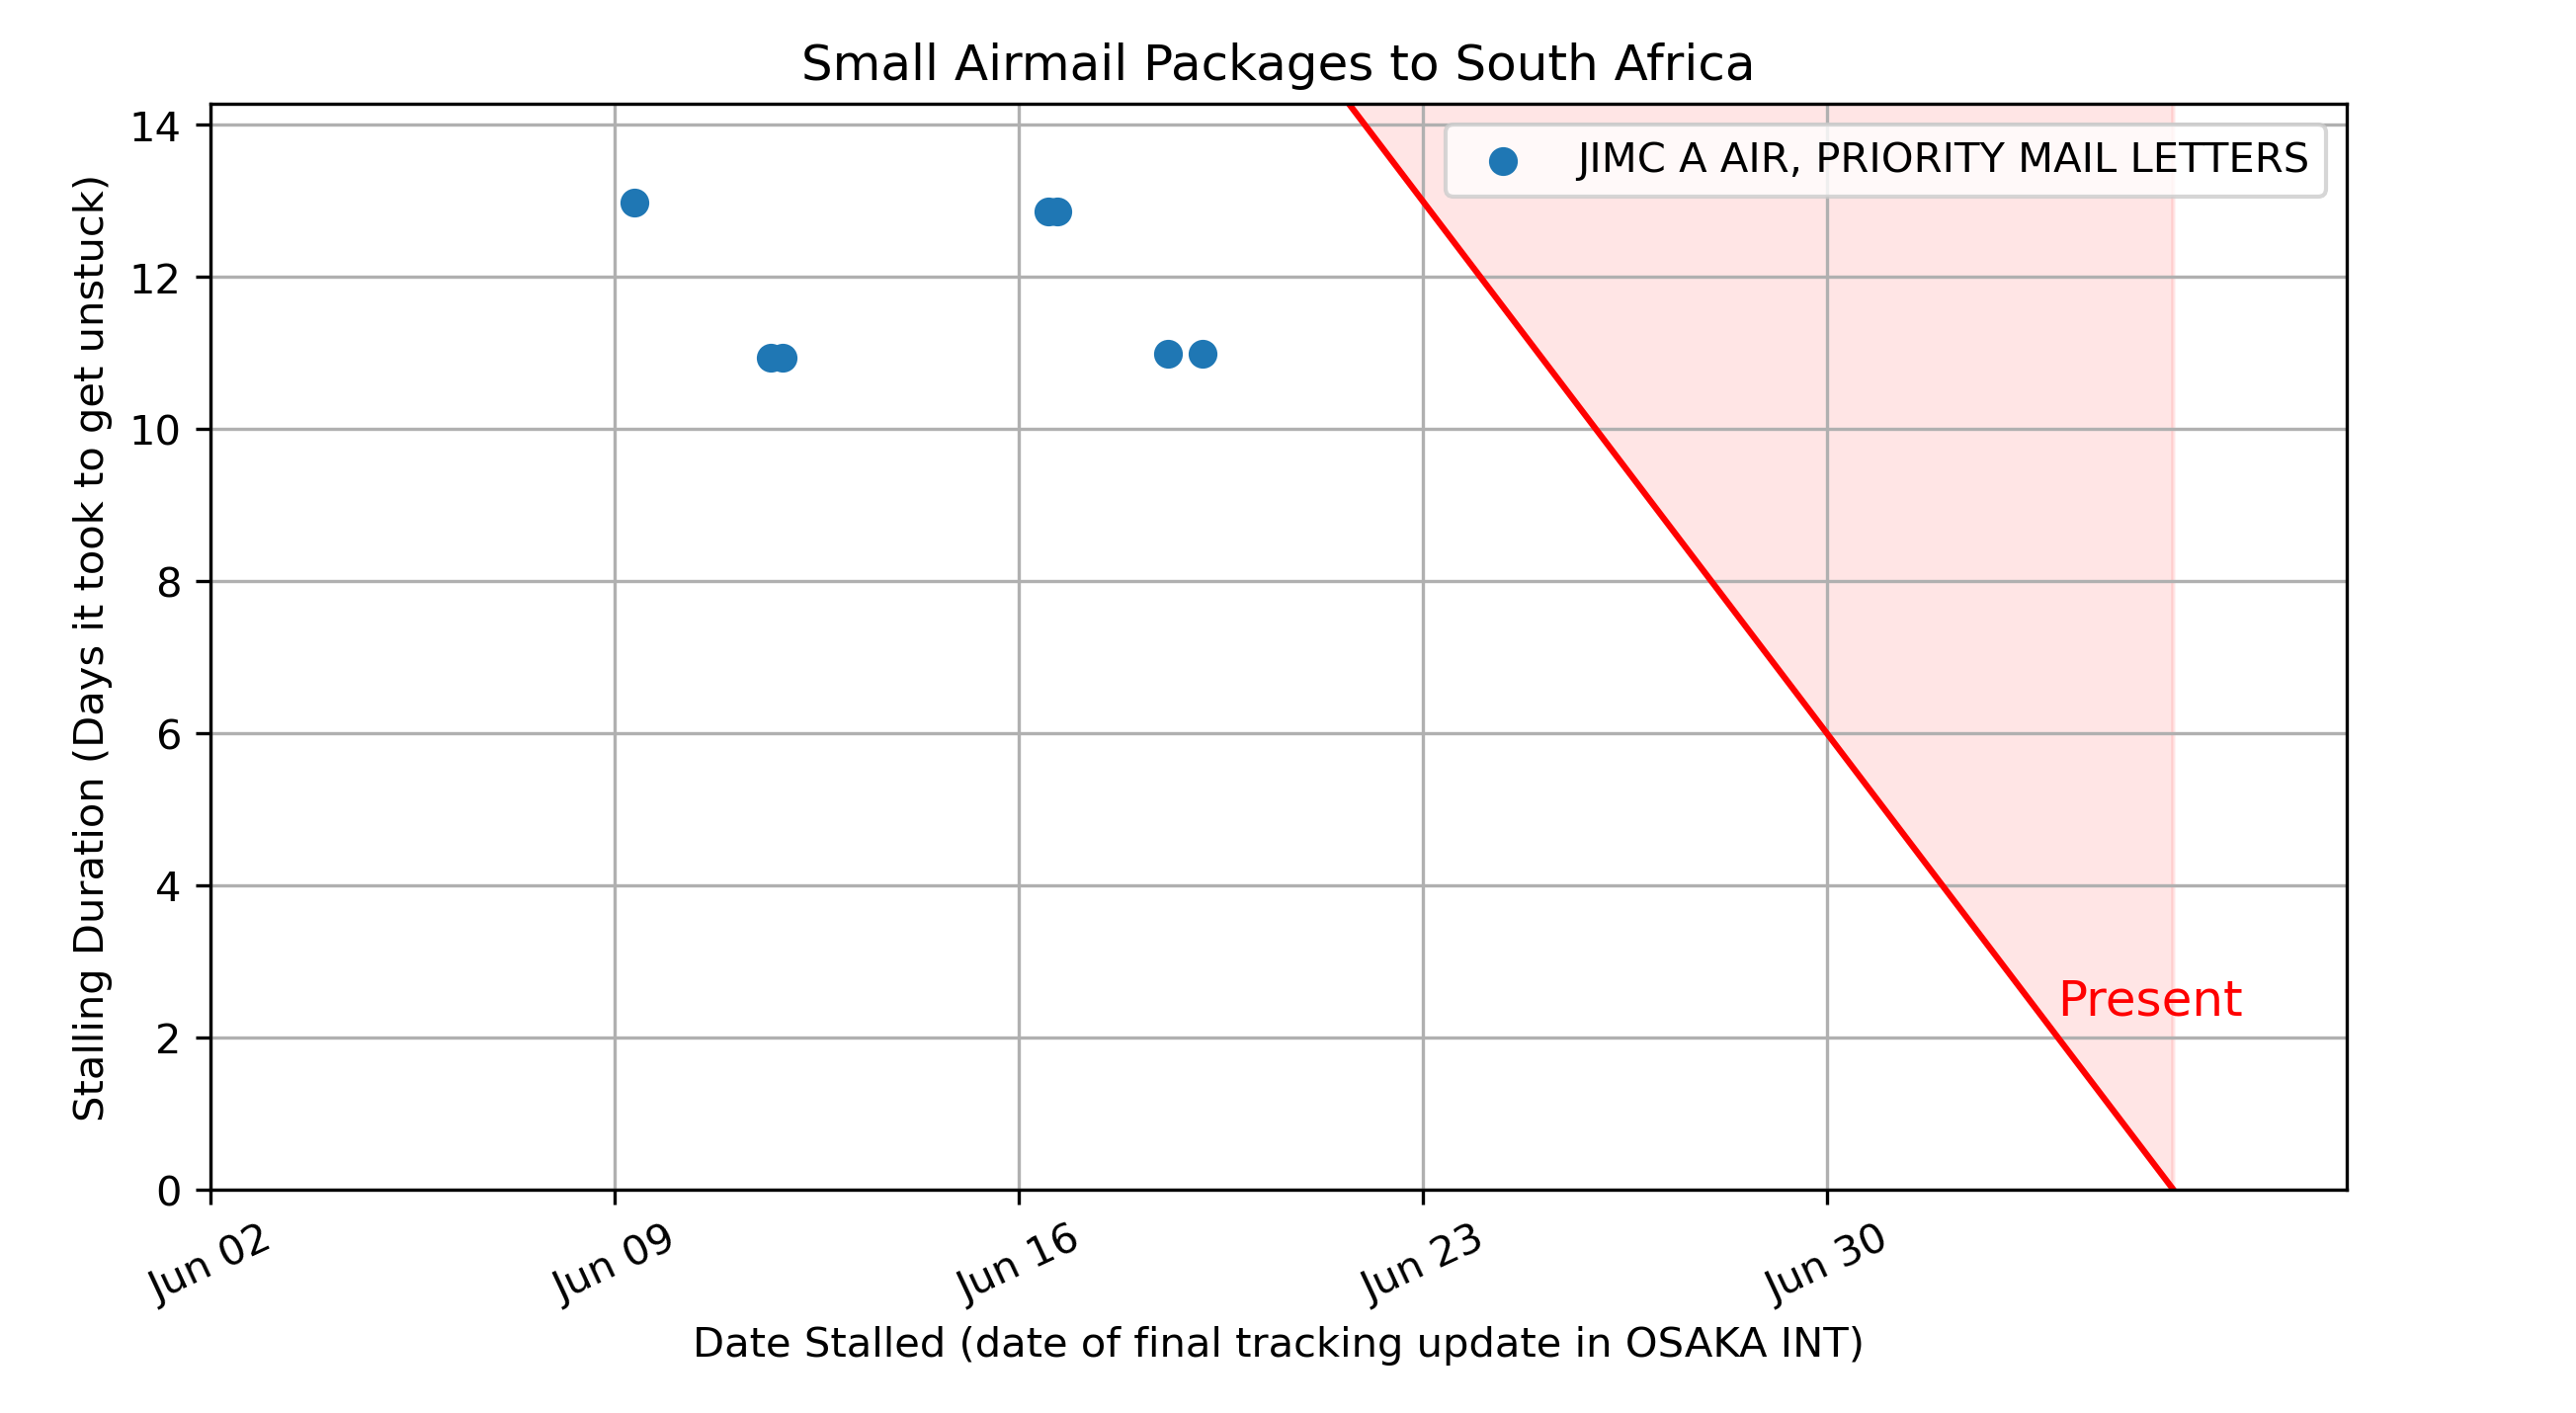 Small Airmail Packages to South Africa
JIMC A AIR, PRIORITY MAIL LETTERS
Stalling Duration (Days it took to get unstuck)
14
12
10
8
6
4
2
0
Present
Jun 02
Jun 09
Jun 16
Jun 23
Jun 30
Date Stalled (date of final tracking update in OSAKA INT)